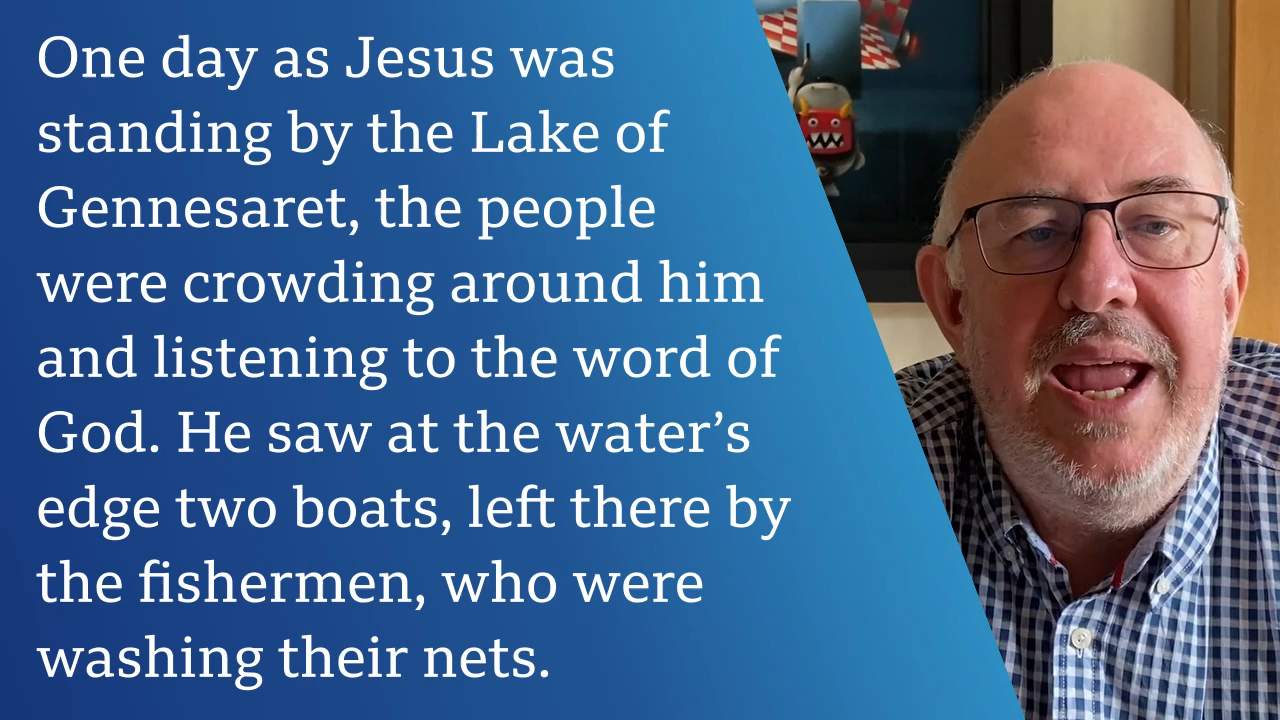 One day as Jesus was
standing by the Lake of
Gennesaret, the people
were crowding around him
and listening to the word of
God. He saw at the water’s
edge two boats, left there by
the fishermen, who were
washing their nets.